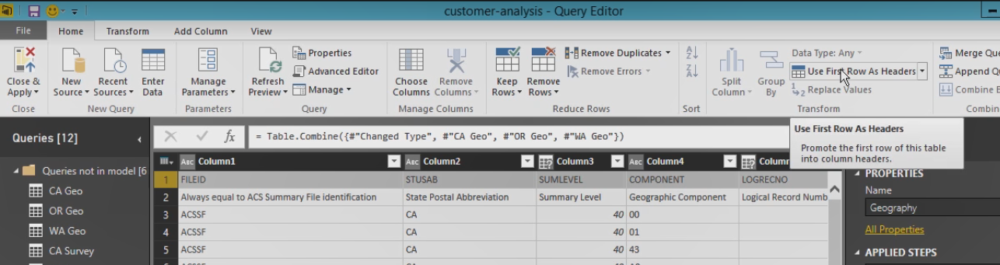 customer-analysis - Query Editor
File Home Transform Add Column View
Close & Apply
New Source
Recent Sources
Enter Data
Manage Parameters
Refresh Preview
Properties
Advanced Editor
Manage
Choose Columns
Remove Columns
Keep Rows
Remove Rows
Remove Duplicates
Remove Errors
Split Column
Group By
Data Type: Any
Use First Row As Headers
Replace Values
Merge Que
Append Qu
Combine B
Close New Query Parameters Query Manage Columns Reduce Rows Sort Transform Combin
Use First Row As Headers
Promote the first row of this table
into column headers.
Queries [12]
fx = Table.Combine({#"Changed Type", #"CA Geo", #"OR Geo", #"WA Geo"})
Queries not in model [6
CA Geo
OR Geo
WA Geo
CA Survey
ABC Column1 ABC Column2 Column3 ABC Column4 Column
1 FILEID STUSAB SUMLEVEL COMPONENT LOGRECNO
2 Always equal to ACS Summary File identification State Postal Abbreviation Summary Level Geographic Component Logical Record Numb
3 ACSSF CA 40 00
4 ACSSF CA 40 01
5 ACSSF CA 40 43
PROPERTIES
Name
Geography
All Properties
APPLIED STEPS